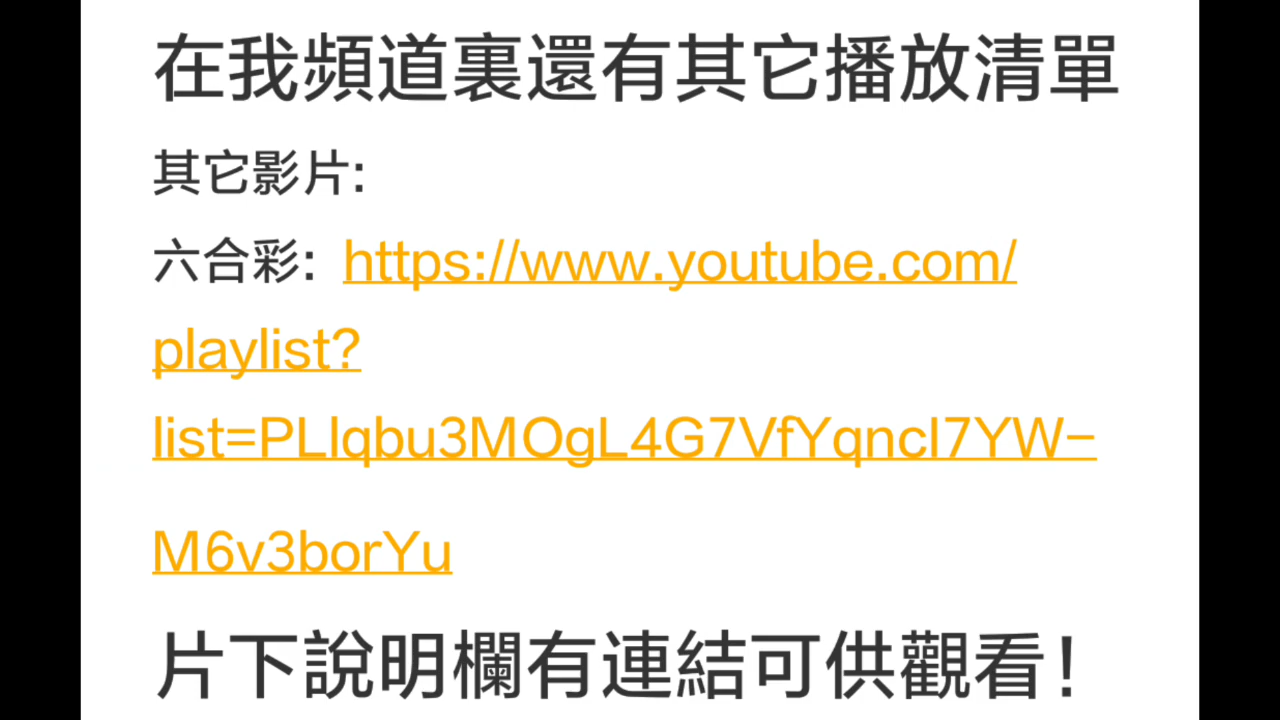 在我頻道裏還有其它播放清單
其它影片:
六合彩: https://www.youtube.com/
playlist?
list=PLlqbu3MOgL4G7VfYqncI7YW-
M6v3borYu
片下說明欄有連結可供觀看!